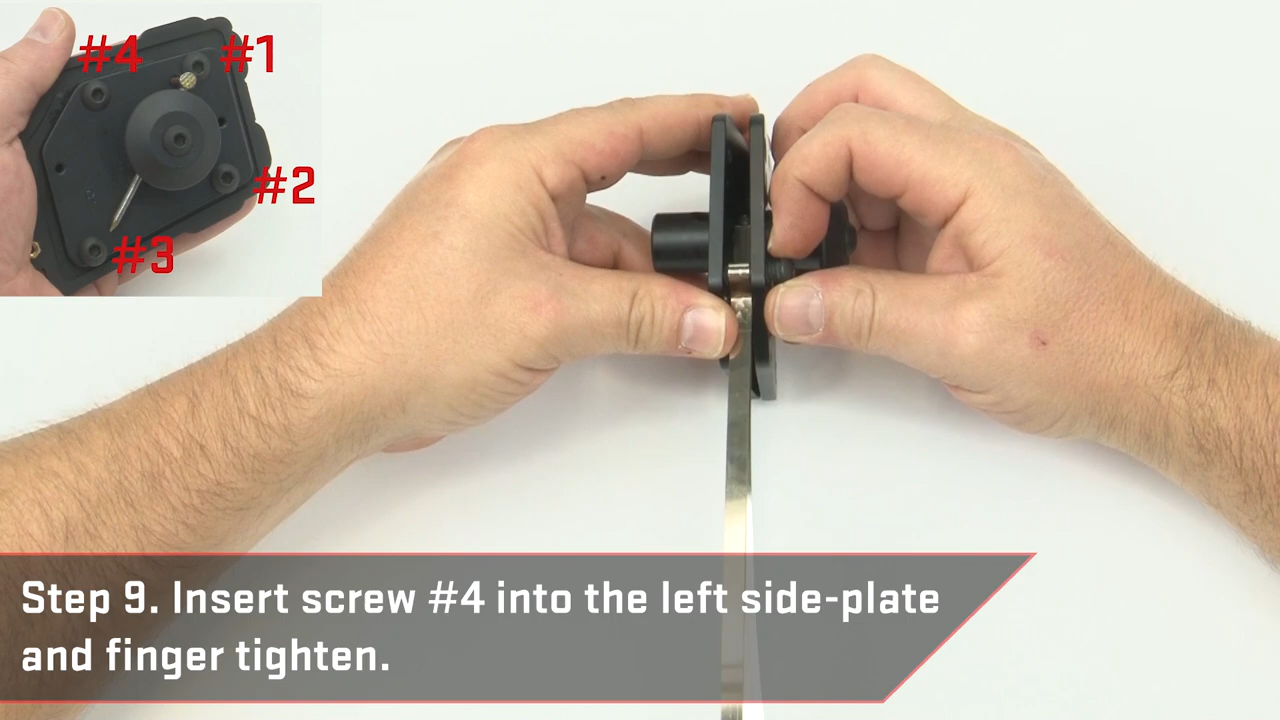 #4 #1
#2
#3
Step 9. Insert screw #4 into the left side-plate
and finger tighten.